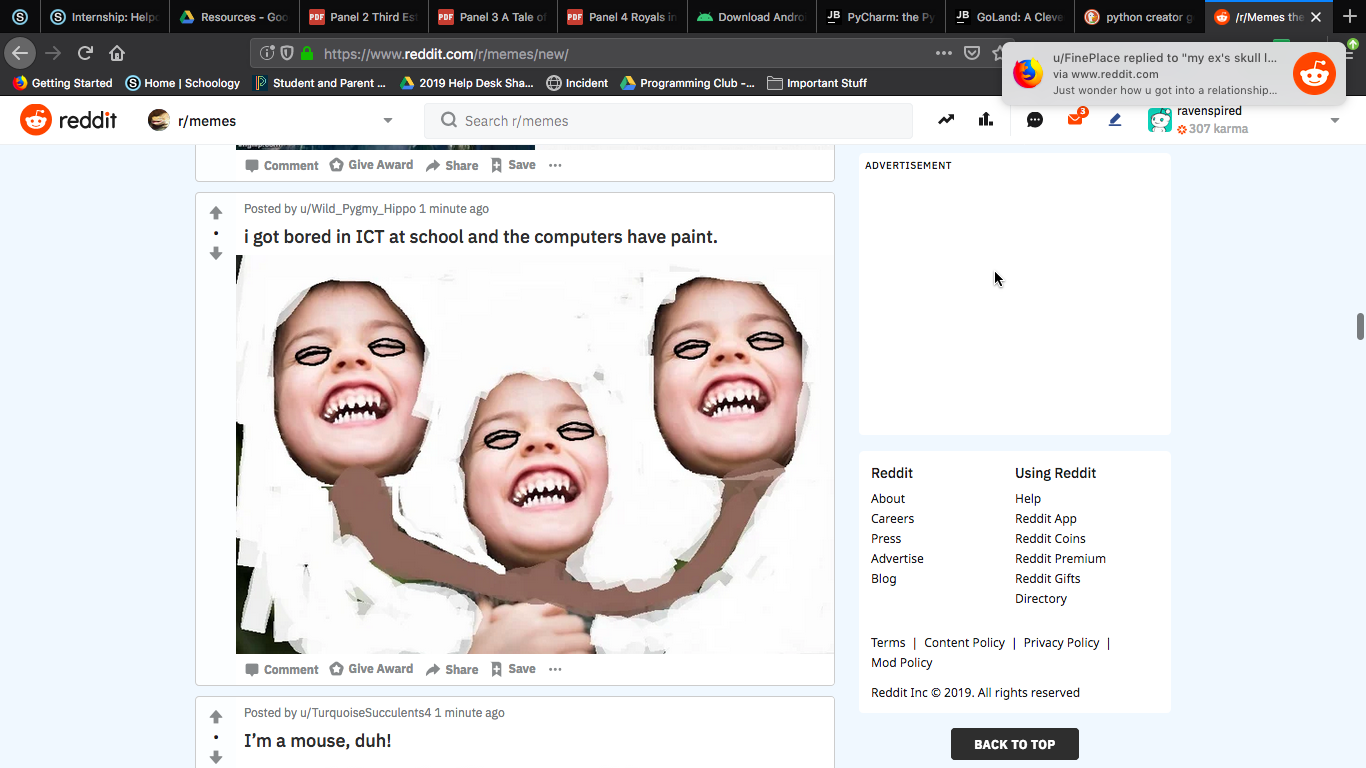 Internship: Help
Resources - Goo
Panel 2 Third Est
Panel 3 A Tale of
Panel 4 Royals in
Download Andro
PyCharm: the Py
GoLand: A Cleve
python creator g
/r/Memes the
https://www.reddit.com/r/memes/new/
u/FinePlace replied to "my ex's skull l...
via www.reddit.com
Just wonder how u got into a relationship...
Getting Started
Home | Schoology
Student and Parent ...
2019 Help Desk Sha...
Incident
Programming Club –...
Important Stuff
reddit
r/memes
Search r/memes
3
ravenspired
307 karma
Comment Give Award Share Save ...
ADVERTISEMENT
Posted by u/Wild_Pygmy_Hippo 1 minute ago
i got bored in ICT at school and the computers have paint.
Comment Give Award Share Save ...
Posted by u/TurquoiseSucculents4 1 minute ago
I'm a mouse, duh!
Reddit
About
Careers
Press
Advertise
Blog
Using Reddit
Help
Reddit App
Reddit Coins
Reddit Premium
Reddit Gifts
Directory
Terms | Content Policy | Privacy Policy |
Mod Policy
Reddit Inc © 2019. All rights reserved
BACK TO TOP